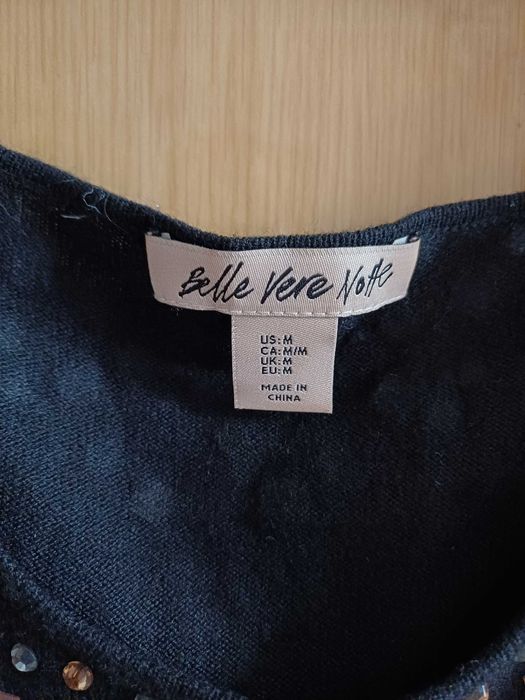 Belle Vere Notte
US:M
CA:M/M
UK:M
EU:M
MADE IN
CHINA